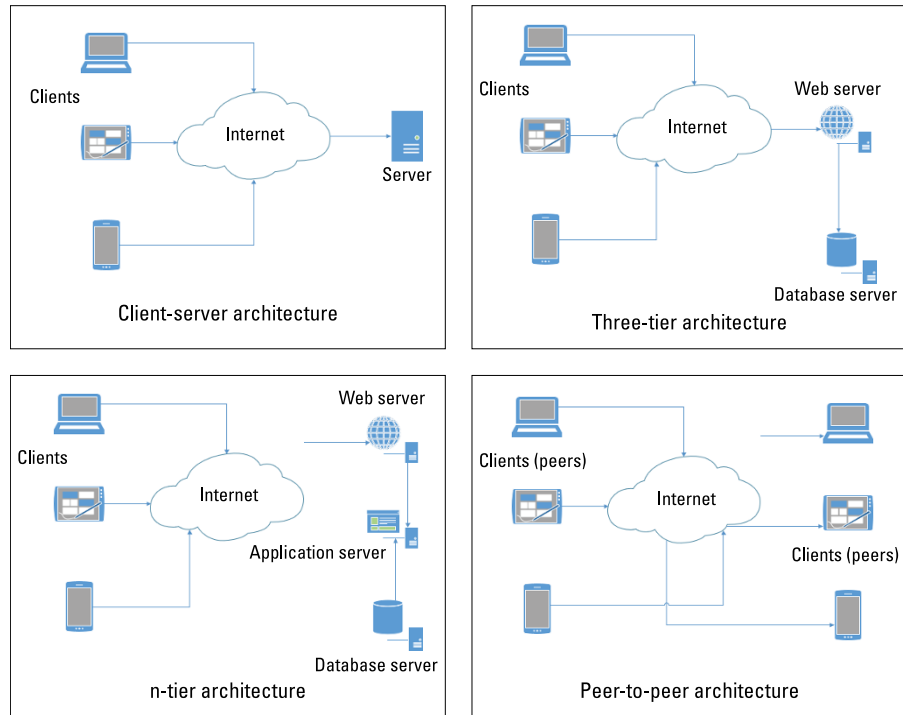 Clients
Internet
Server
Client-server architecture
Clients
Internet
Web server
Database server
Three-tier architecture
Clients
Internet
Web server
Application server
Database server
n-tier architecture
Clients (peers)
Internet
Clients (peers)
Peer-to-peer architecture